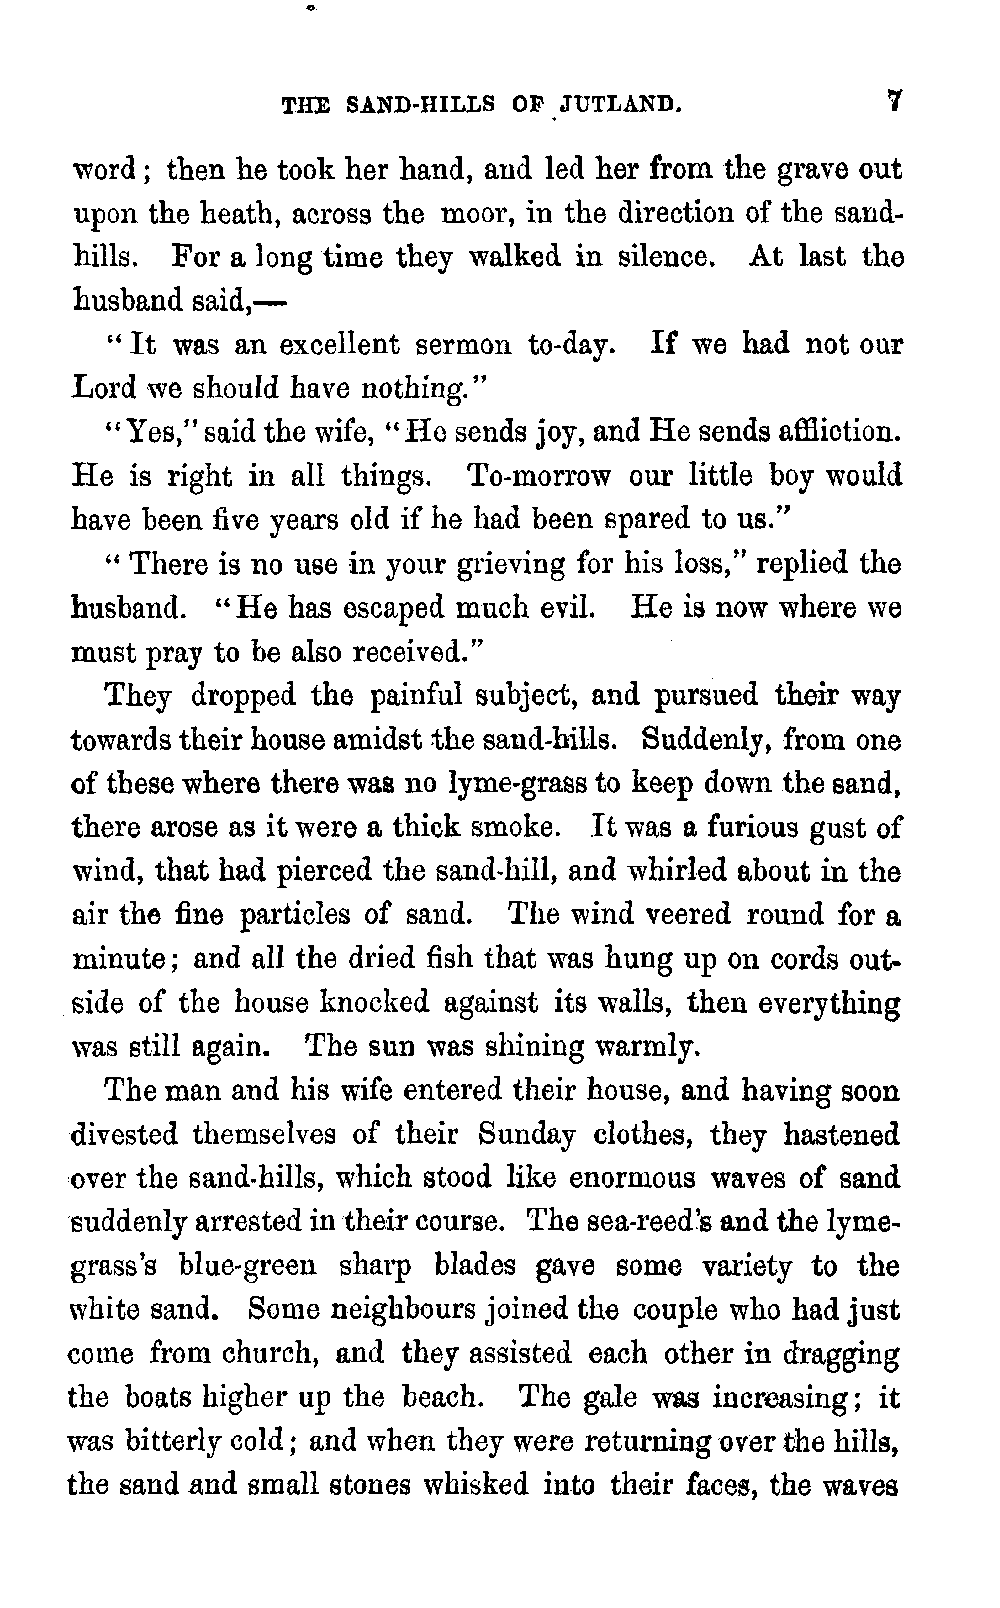 THE SAND-HILLS OF JUTLAND. 7
word; then he took her hand, and led her from the grave out
upon the heath, across the moor, in the direction of the sand-
hills. For a long time they walked in silence. At last the
husband said,—
"It was an excellent sermon to-day. If we had not our
Lord we should have nothing."
"Yes," said the wife, "He sends joy, and He sends affliction.
He is right in all things. To-morrow our little boy would
have been five years old if he had been spared to us."
"There is no use in your grieving for his loss," replied the
husband. "He has escaped much evil. He is now where we
must pray to be also received."
They dropped the painful subject, and pursued their way
towards their house amidst the sand-hills. Suddenly, from one
of these where there was no lyme-grass to keep down the sand,
there arose as it were a thick smoke. It was a furious gust of
wind, that had pierced the sand-hill, and whirled about in the
air the fine particles of sand. The wind veered round for a
minute; and all the dried fish that was hung up on cords out-
side of the house knocked against its walls, then everything
was still again. The sun was shining warmly.
The man and his wife entered their house, and having soon
divested themselves of their Sunday clothes, they hastened
over the sand-hills, which stood like enormous waves of sand
suddenly arrested in their course. The sea-reed's and the lyme-
grass's blue-green sharp blades gave some variety to the
white sand. Some neighbours joined the couple who had just
come from church, and they assisted each other in dragging
the boats higher up the beach. The gale was increasing; it
was bitterly cold; and when they were returning over the hills,
the sand and small stones whisked into their faces, the waves